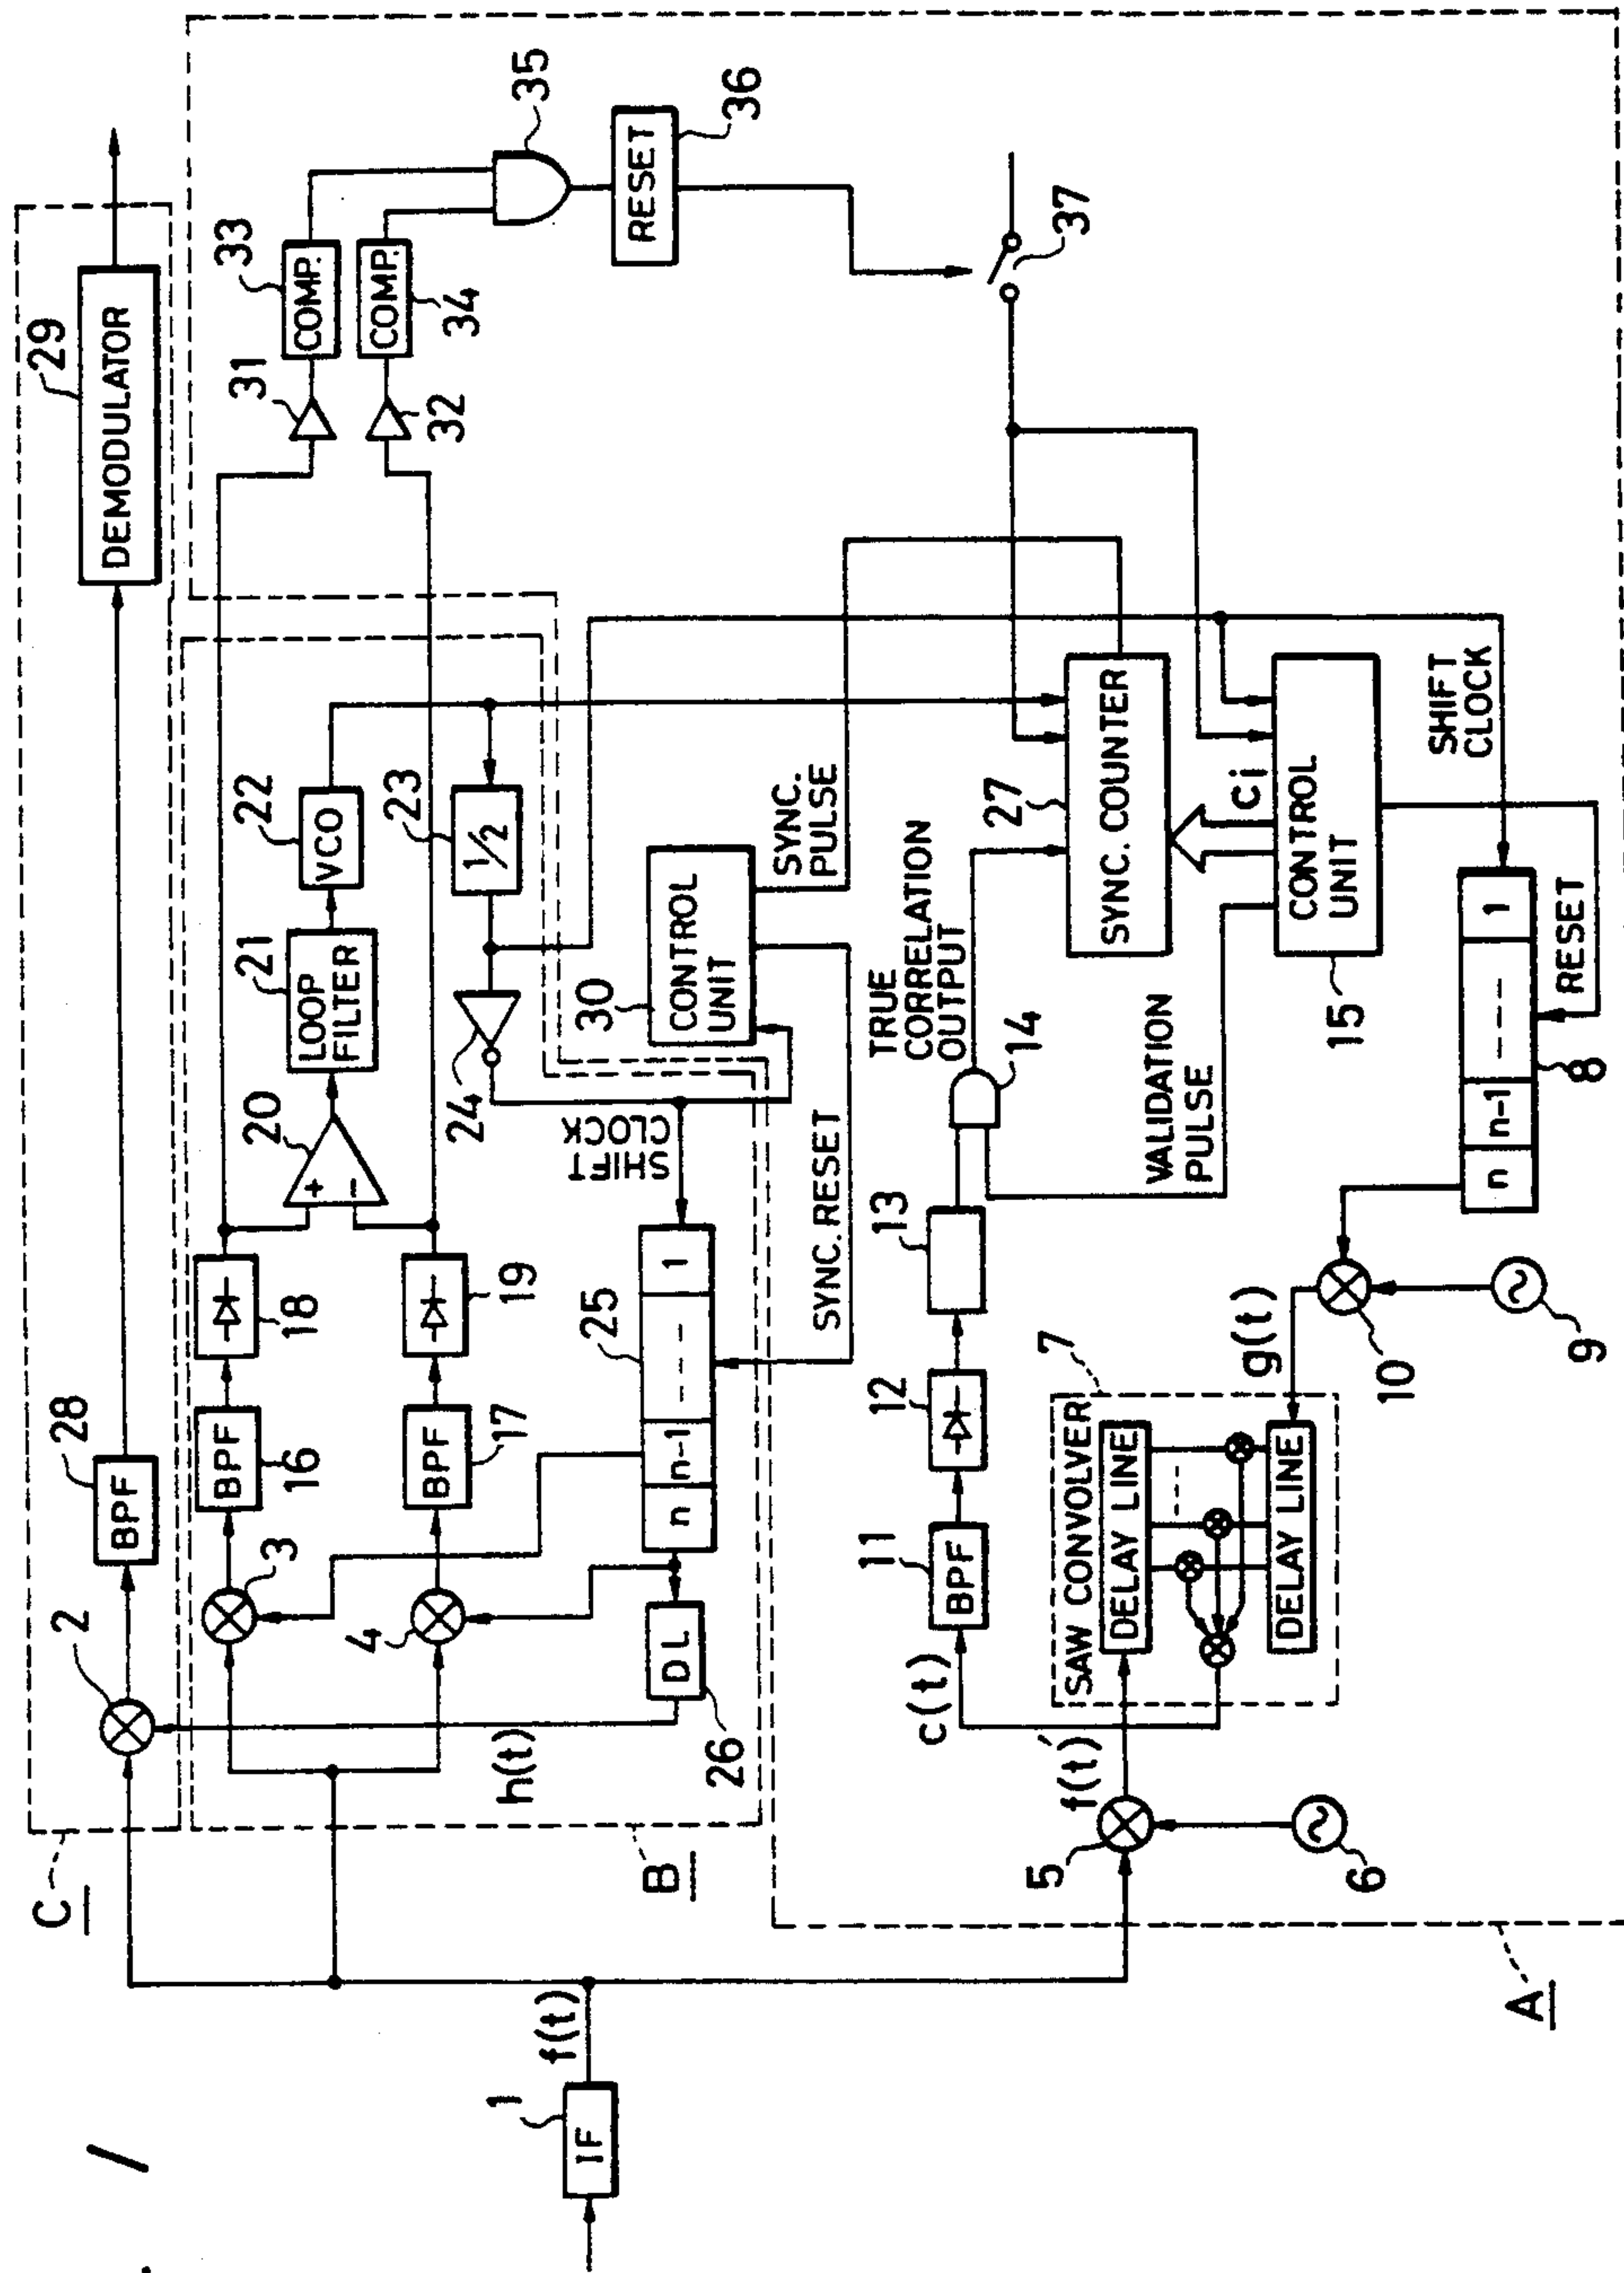 C
2
28
BPF
29
DEMODULATOR
1
IF
f(t)
B
3
BPF
16
18
20
+
−
21
LOOP
FILTER
22
VCO
31
33
COMP.
35
4
BPF
17
19
23
1/2
32
COMP.
34
RESET
36
h(t)
26
DL
n
n-1
1
25
SHIFT
CLOCK
24
30
CONTROL
UNIT
SYNC.
PULSE
SYNC. RESET
37
A
5
6
f(t)'
c(t)
11
BPF
12
13
14
TRUE
CORRELATION
OUTPUT
27
SYNC. COUNTER
VALIDATION
PULSE
Ci
15
CONTROL
UNIT
SHIFT
CLOCK
7
SAW CONVOLVER
DELAY LINE
DELAY LINE
g(t)
10
9
n
n-1
1
8
RESET